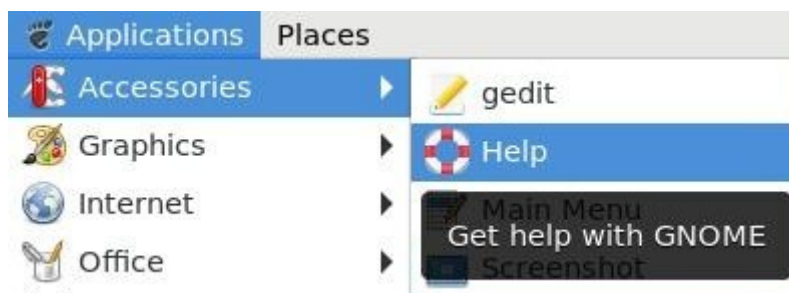 Applications Places
Accessories
Graphics
Internet
Office
gedit
Help
Main Menu
Get help with GNOME
Screenshot